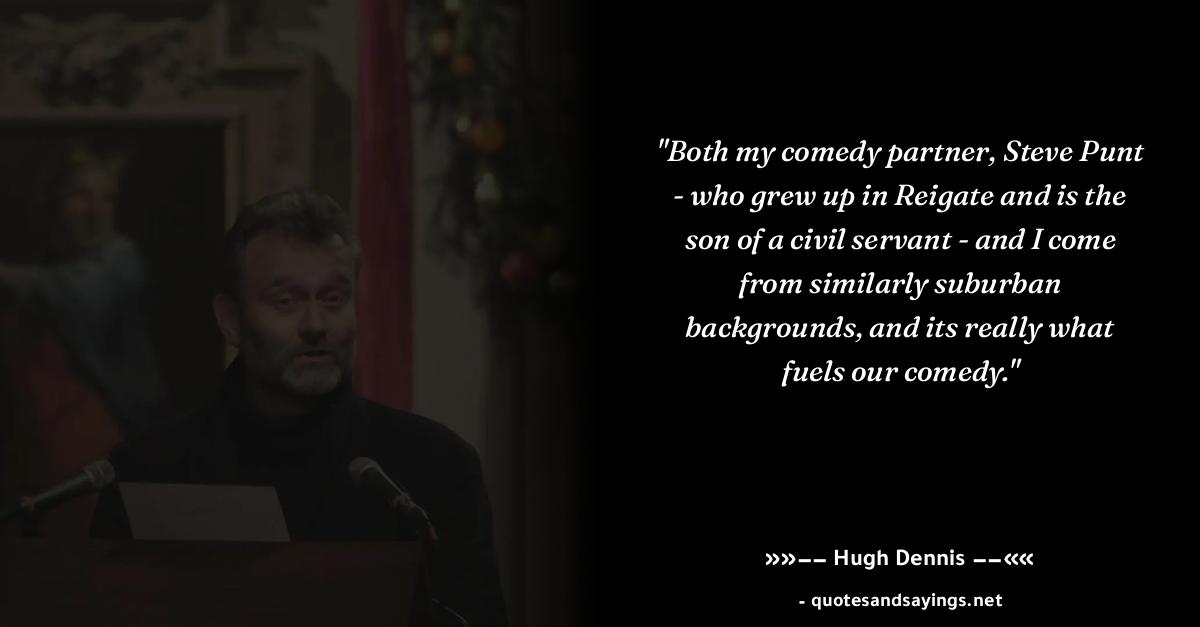 "Both my comedy partner, Steve Punt
- who grew up in Reigate and is the
son of a civil servant - and I come
from similarly suburban
backgrounds, and its really what
fuels our comedy."
»»−− Hugh Dennis −−««
- quotesandsayings.net